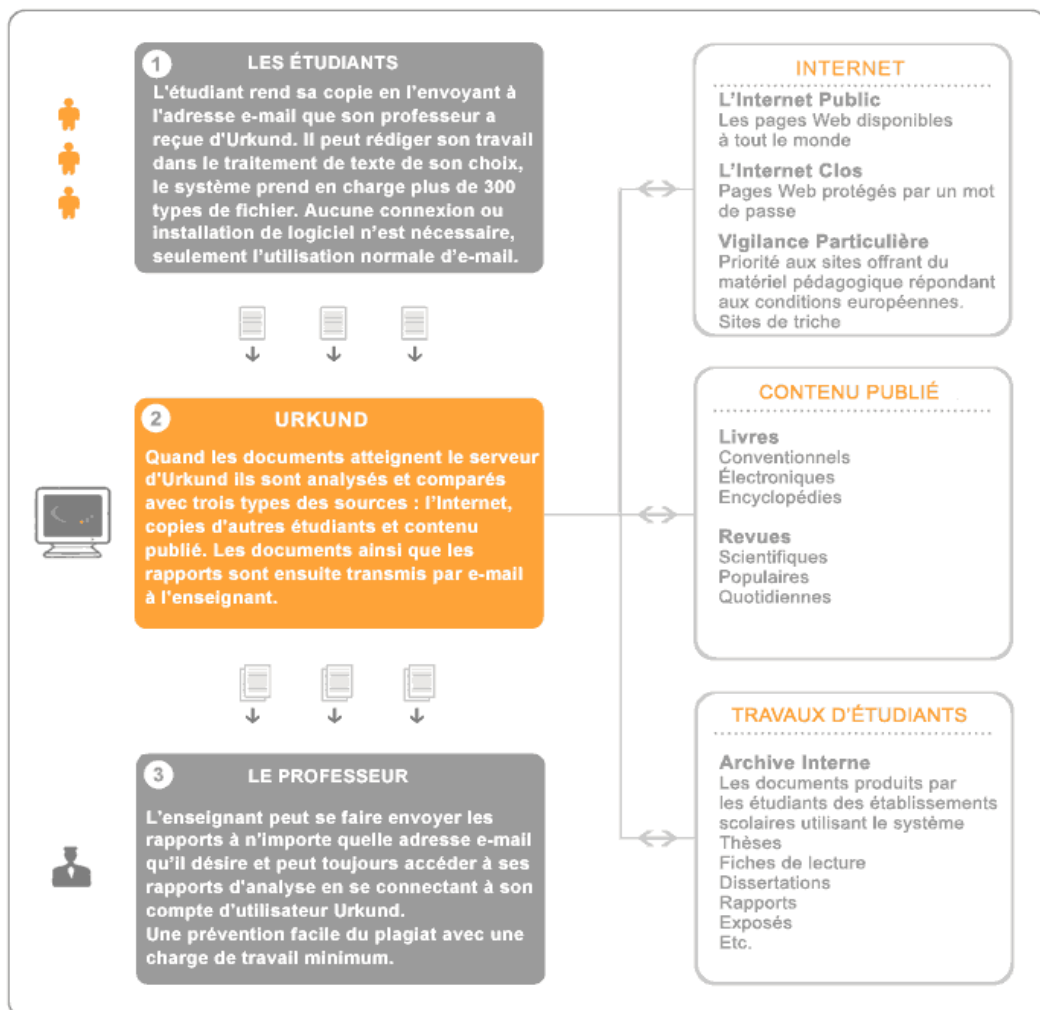 1
LES ÉTUDIANTS
L'étudiant rend sa copie en l'envoyant à
l'adresse e-mail que son professeur a
reçue d'Urkund. Il peut rédiger son travail
dans le traitement de texte de son choix,
le système prend en charge plus de 300
types de fichier. Aucune connexion ou
installation de logiciel n'est nécessaire,
seulement l'utilisation normale d'e-mail.
2
URKUND
Quand les documents atteignent le serveur
d'Urkund ils sont analysés et comparés
avec trois types des sources : l'Internet,
copies d'autres étudiants et contenu
publié. Les documents ainsi que les
rapports sont ensuite transmis par e-mail
à l'enseignant.
3
LE PROFESSEUR
L'enseignant peut se faire envoyer les
rapports à n'importe quelle adresse e-mail
qu'il désire et peut toujours accéder à ses
rapports d'analyse en se connectant à son
compte d'utilisateur Urkund.
Une prévention facile du plagiat avec une
charge de travail minimum.
INTERNET
L'Internet Public
Les pages Web disponibles
à tout le monde
L'Internet Clos
Pages Web protégés par un mot
de passe
Vigilance Particulière
Priorité aux sites offrant du
matériel pédagogique répondant
aux conditions européennes.
Sites de triche
CONTENU PUBLIÉ
Livres
Conventionnels
Électroniques
Encyclopédies
Revues
Scientifiques
Populaires
Quotidiennes
TRAVAUX D'ÉTUDIANTS
Archive Interne
Les documents produits par
les étudiants des établissements
scolaires utilisant le système
Thèses
Fiches de lecture
Dissertations
Rapports
Exposés
Etc.